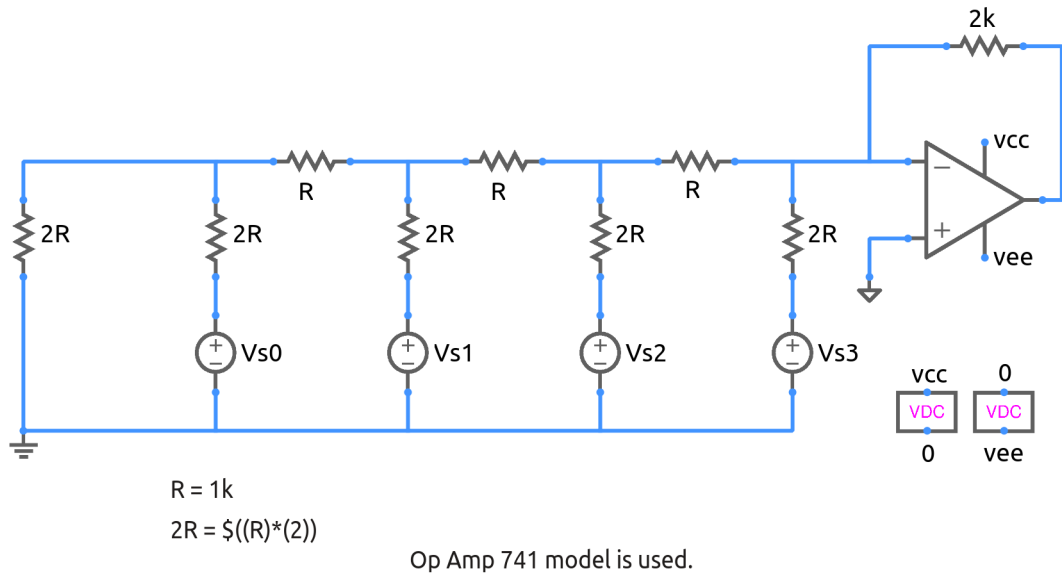 2k
vcc
R
R
R
2R
2R
2R
2R
2R
−
+
vee
+
−
Vs0
+
−
Vs1
+
−
Vs2
+
−
Vs3
vcc
0
VDC
VDC
0
vee
R = 1k
2R = $((R)*(2))
Op Amp 741 model is used.